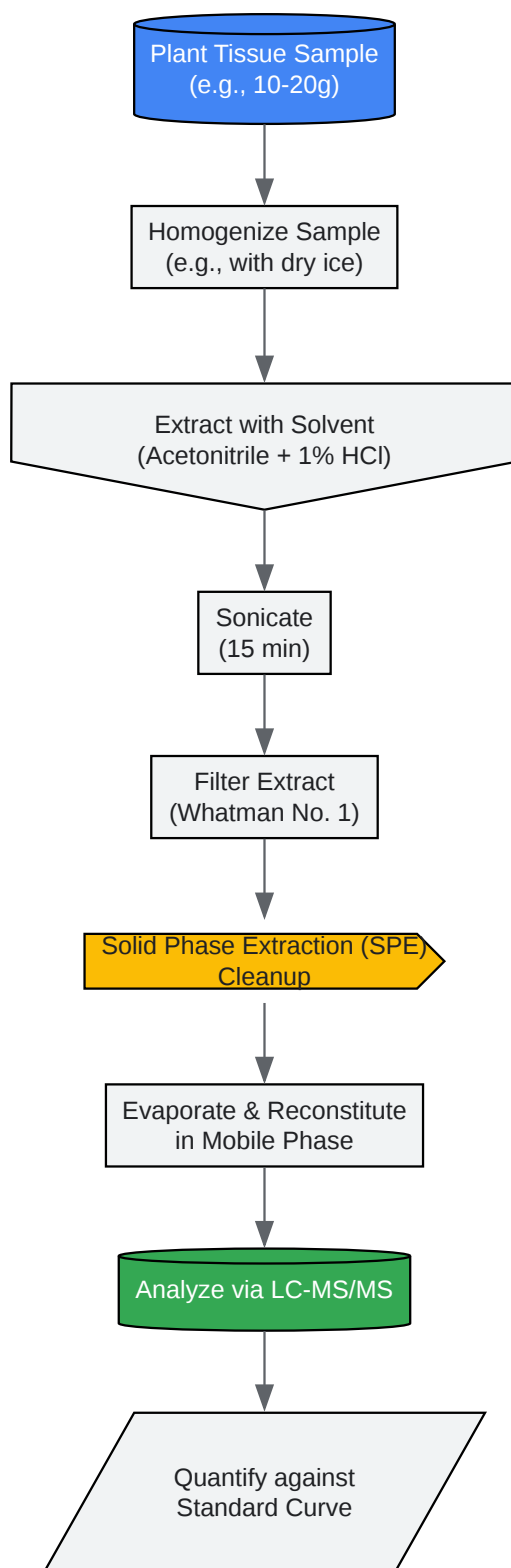 Plant Tissue Sample
(e.g., 10-20g)
Homogenize Sample
(e.g., with dry ice)
Extract with Solvent
(Acetonitrile + 1% HCl)
Sonicate
(15 min)
Filter Extract
(Whatman No. 1)
Solid Phase Extraction (SPE)
Cleanup
Evaporate & Reconstitute
in Mobile Phase
Analyze via LC-MS/MS
Quantify against
Standard Curve